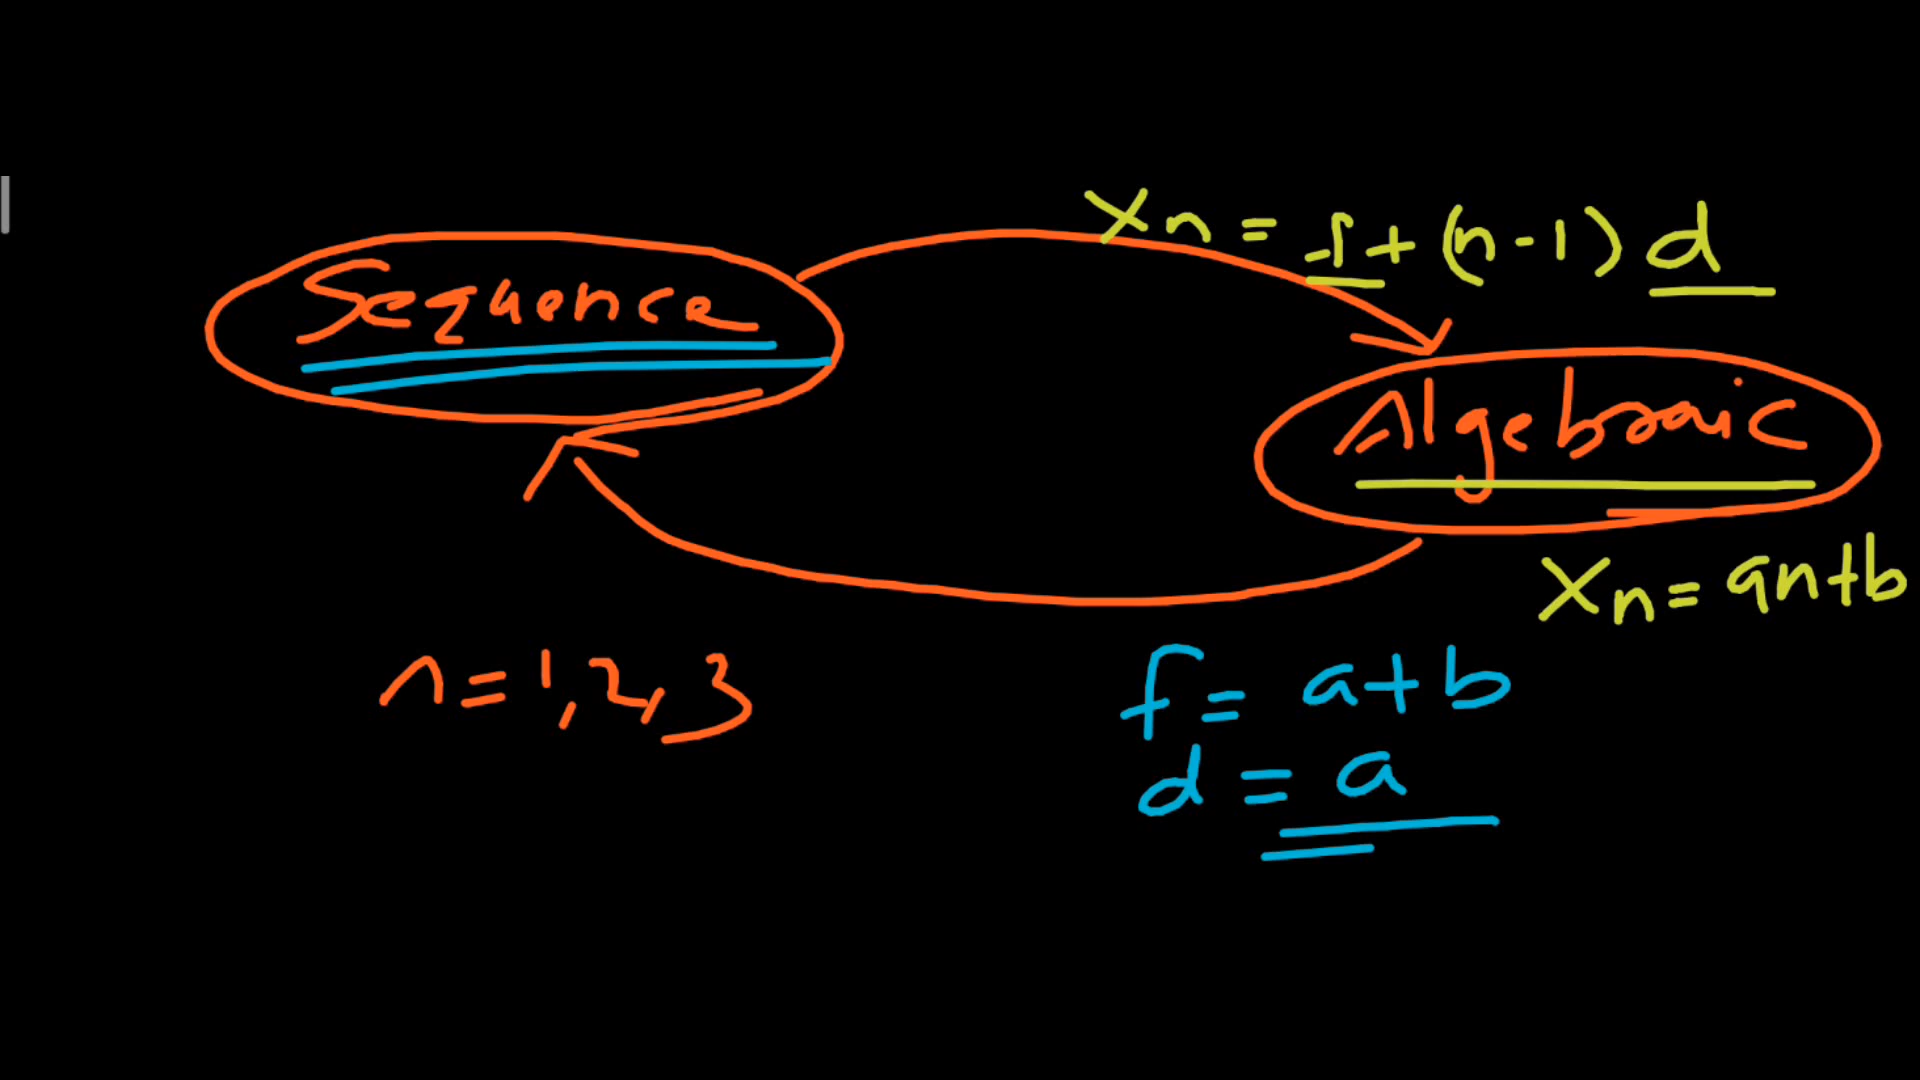 Xn = f + (n-1) d
Sequence
Algebraic
Xn = an+b
n = 1, 2, 3
f = a+b
d = a